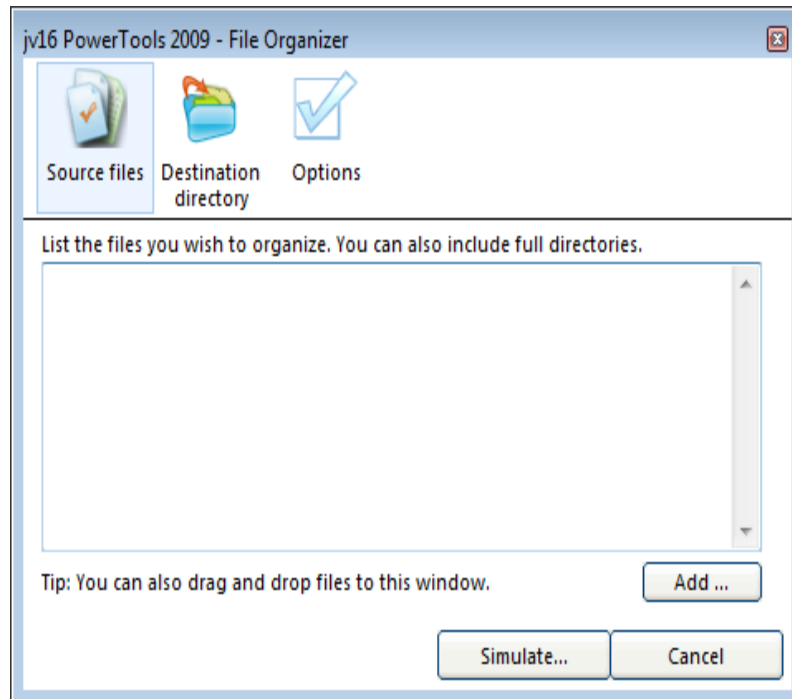 jv16 PowerTools 2009 - File Organizer
Source files
Destination
directory
Options
List the files you wish to organize. You can also include full directories.
Tip: You can also drag and drop files to this window.
Add ...
Simulate...
Cancel